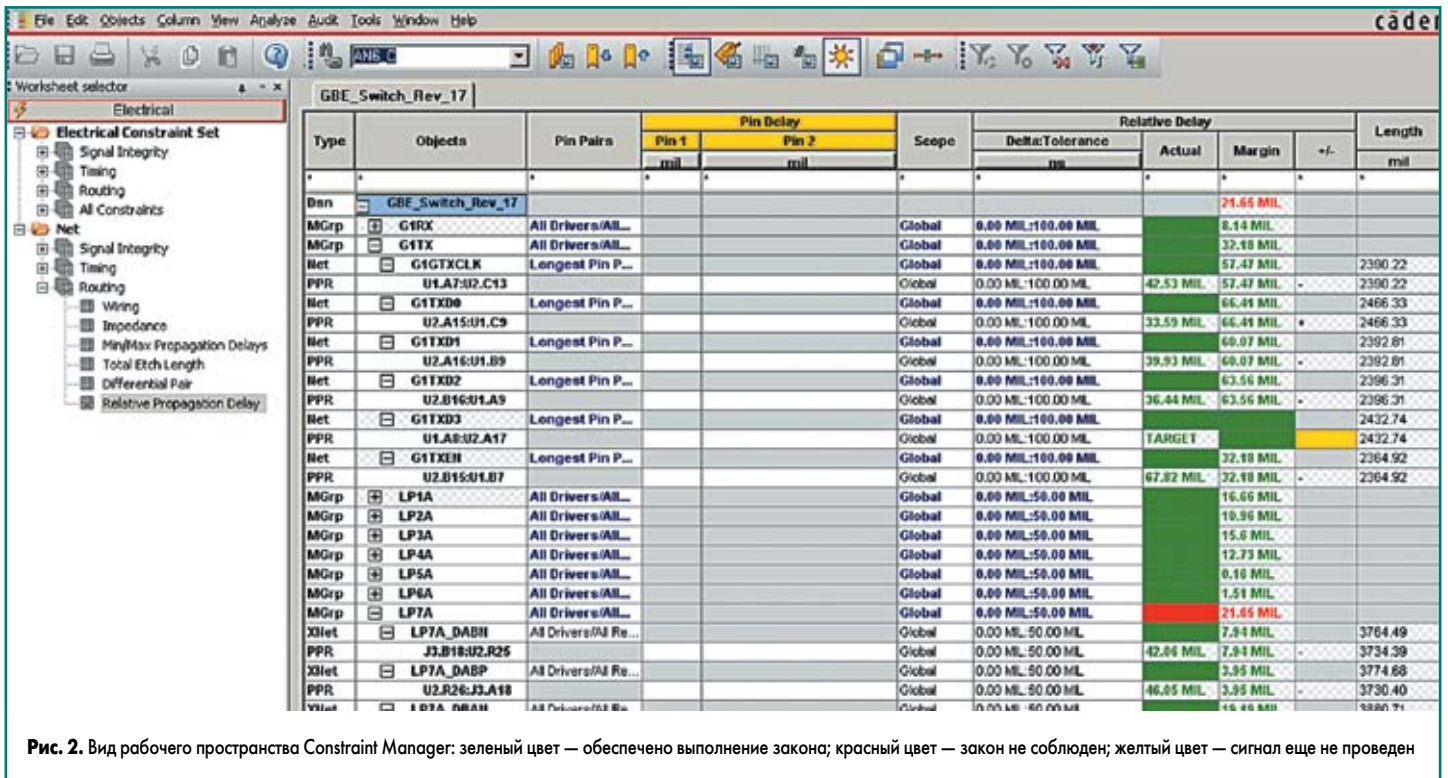 File Edit Objects Column View Analyze Audit Tools Window Help
cāden
Worksheet selector
Electrical
Electrical Constraint Set
Signal Integrity
Timing
Routing
All Constraints
Net
Signal Integrity
Timing
Routing
Wiring
Impedance
Min/Max Propagation Delays
Total Etch Length
Differential Pair
Relative Propagation Delay
GBE_Switch_Rev_17
Type Objects Pin Pairs Pin Delay Scope Relative Delay Length
Pin 1 Pin 2 Delta:Tolerance Actual Margin +/-
mil mil ns mil
* * * * * * * * * * *
Dsn GBE_Switch_Rev_17 21.65 MIL
MGrp G1RX All Drivers/All... Global 0.00 MIL:100.00 MIL 8.14 MIL
MGrp G1TX All Drivers/All... Global 0.00 MIL:100.00 MIL 32.18 MIL
Net G1GTXCLK Longest Pin P... Global 0.00 MIL:100.00 MIL 57.47 MIL 2390.22
PPR U1.A7:U2.C13 Global 0.00 MIL:100.00 MIL 42.53 MIL 57.47 MIL - 2390.22
Net G1TXD0 Longest Pin P... Global 0.00 MIL:100.00 MIL 66.41 MIL 2466.33
PPR U2.A15:U1.C9 Global 0.00 MIL:100.00 MIL 33.59 MIL 66.41 MIL + 2466.33
Net G1TXD1 Longest Pin P... Global 0.00 MIL:100.00 MIL 60.07 MIL 2392.81
PPR U2.A16:U1.B9 Global 0.00 MIL:100.00 MIL 39.93 MIL 60.07 MIL - 2392.81
Net G1TXD2 Longest Pin P... Global 0.00 MIL:100.00 MIL 63.56 MIL 2396.31
PPR U2.B16:U1.A9 Global 0.00 MIL:100.00 MIL 36.44 MIL 63.56 MIL - 2396.31
Net G1TXD3 Longest Pin P... Global 0.00 MIL:100.00 MIL 2432.74
PPR U1.A8:U2.A17 Global 0.00 MIL:100.00 MIL TARGET 2432.74
Net G1TXEN Longest Pin P... Global 0.00 MIL:100.00 MIL 32.18 MIL 2364.92
PPR U2.B15:U1.B7 Global 0.00 MIL:100.00 MIL 67.82 MIL 32.18 MIL - 2364.92
MGrp LP1A All Drivers/All... Global 0.00 MIL:50.00 MIL 16.66 MIL
MGrp LP2A All Drivers/All... Global 0.00 MIL:50.00 MIL 10.96 MIL
MGrp LP3A All Drivers/All... Global 0.00 MIL:50.00 MIL 15.6 MIL
MGrp LP4A All Drivers/All... Global 0.00 MIL:50.00 MIL 12.73 MIL
MGrp LP5A All Drivers/All... Global 0.00 MIL:50.00 MIL 0.16 MIL
MGrp LP6A All Drivers/All... Global 0.00 MIL:50.00 MIL 1.51 MIL
MGrp LP7A All Drivers/All... Global 0.00 MIL:50.00 MIL 21.65 MIL
XNet LP7A_DABN All Drivers/All Re... Global 0.00 MIL:50.00 MIL 7.94 MIL 3764.49
PPR J3.B18:U2.R25 Global 0.00 MIL:50.00 MIL 42.06 MIL 7.94 MIL - 3734.39
XNet LP7A_DABP All Drivers/All Re... Global 0.00 MIL:50.00 MIL 3.95 MIL 3774.68
PPR U2.R26:J3.A18 Global 0.00 MIL:50.00 MIL 46.05 MIL 3.95 MIL - 3730.40
XNet LP7A_DBAN All Drivers/All Re... Global 0.00 MIL:50.00 MIL 19.19 MIL 3880.71
Рис. 2. Вид рабочего пространства Constraint Manager: зеленый цвет — обеспечено выполнение закона; красный цвет — закон не соблюден; желтый цвет — сигнал еще не проведен